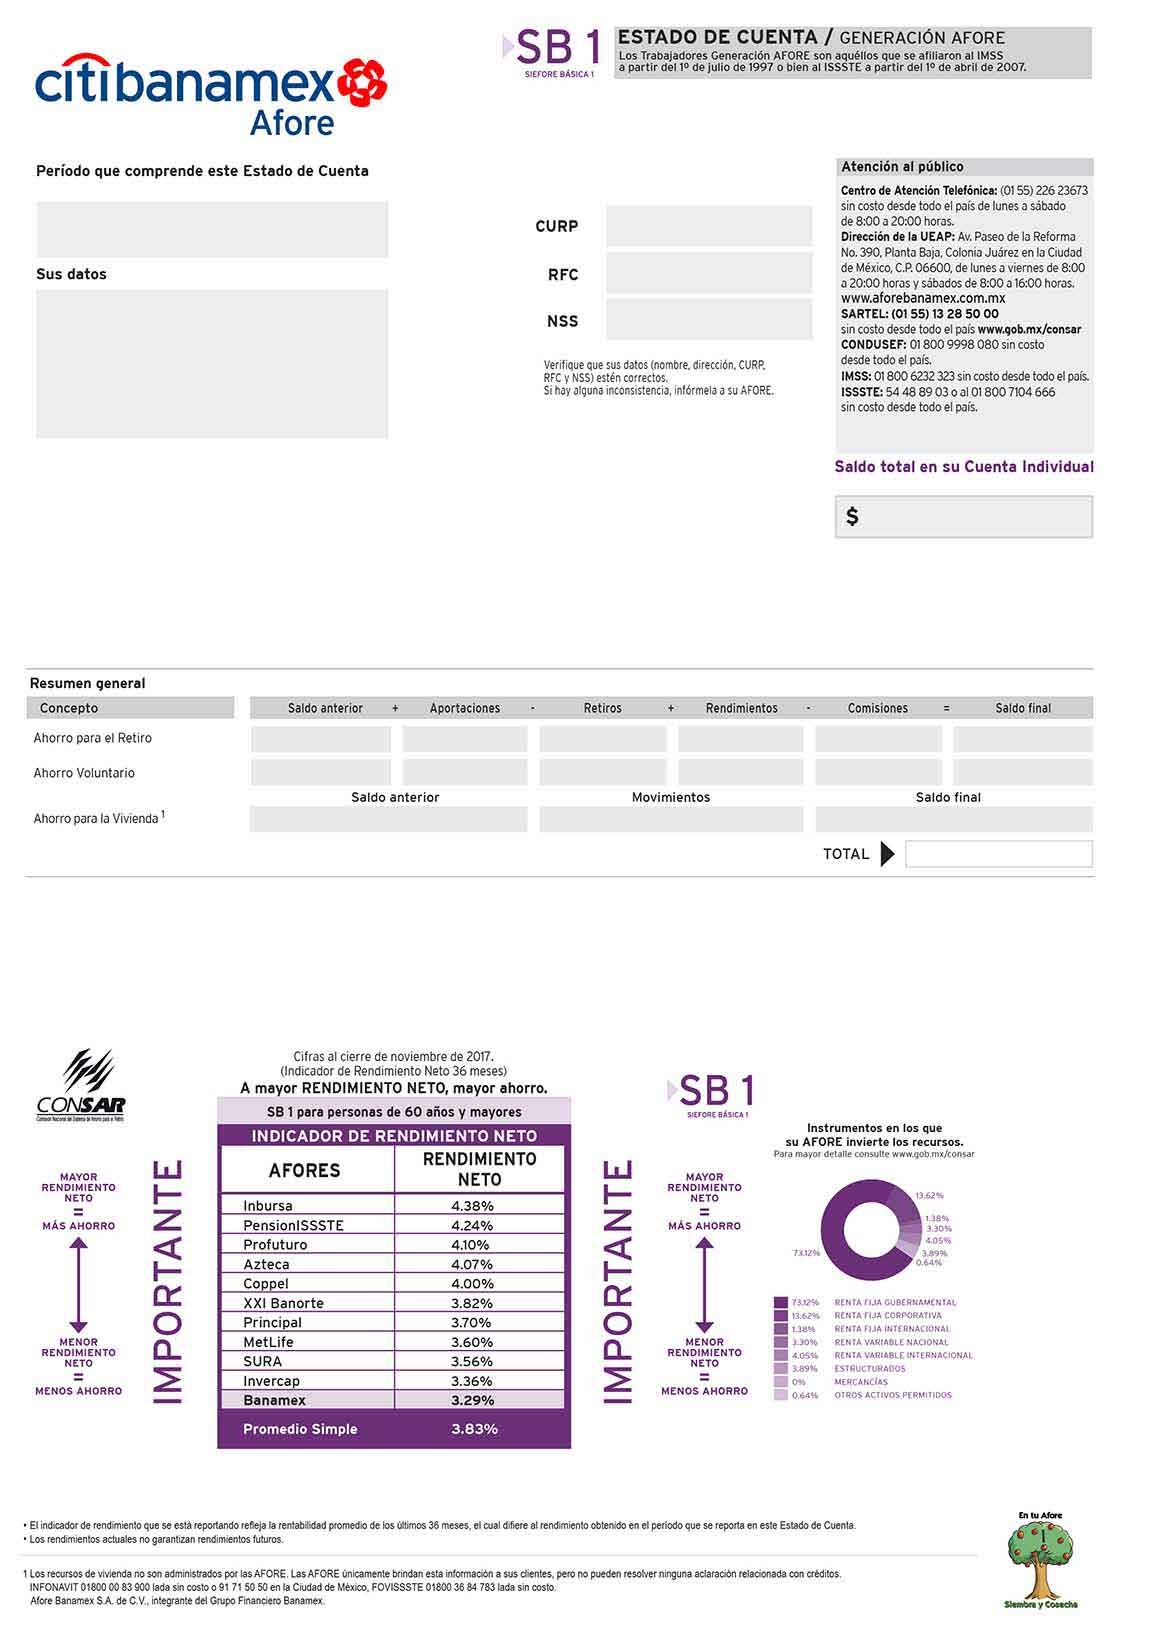 citibanamex
Afore
SB 1
SIEFORE BÁSICA 1
ESTADO DE CUENTA / GENERACIÓN AFORE
Los Trabajadores Generación AFORE son aquéllos que se afiliaron al IMSS
a partir del 1º de julio de 1997 o bien al ISSSTE a partir del 1º de abril de 2007.
Período que comprende este Estado de Cuenta
Sus datos
CURP
RFC
NSS
Verifique que sus datos (nombre, dirección, CURP,
RFC y NSS) estén correctos.
Si hay alguna inconsistencia, infórmela a su AFORE.
Atención al público
Centro de Atención Telefónica: (01 55) 226 23673
sin costo desde todo el país de lunes a sábado
de 8:00 a 20:00 horas.
Dirección de la UEAP: Av. Paseo de la Reforma
No. 390, Planta Baja, Colonia Juárez en la Ciudad
de México, C.P. 06600, de lunes a viernes de 8:00
a 20:00 horas y sábados de 8:00 a 16:00 horas.
www.aforebanamex.com.mx
SARTEL: (01 55) 13 28 50 00
sin costo desde todo el país www.gob.mx/consar
CONDUSEF: 01 800 9998 080 sin costo
desde todo el país.
IMSS: 01 800 6232 323 sin costo desde todo el país.
ISSSTE: 54 48 89 03 o al 01 800 7104 666
sin costo desde todo el país.
Saldo total en su Cuenta Individual
$
Resumen general
Concepto Saldo anterior + Aportaciones - Retiros + Rendimientos - Comisiones = Saldo final
Ahorro para el Retiro
Ahorro Voluntario
Saldo anterior Movimientos Saldo final
Ahorro para la Vivienda 1
TOTAL
CONSAR
Comisión Nacional del Sistema de Ahorro para el Retiro
MAYOR
RENDIMIENTO
NETO
=
MÁS AHORRO
MENOR
RENDIMIENTO
NETO
=
MENOS AHORRO
IMPORTANTE
Cifras al cierre de noviembre de 2017.
(Indicador de Rendimiento Neto 36 meses)
A mayor RENDIMIENTO NETO, mayor ahorro.
SB 1 para personas de 60 años y mayores
INDICADOR DE RENDIMIENTO NETO
AFORES RENDIMIENTO NETO
Inbursa 4.38%
PensionISSSTE 4.24%
Profuturo 4.10%
Azteca 4.07%
Coppel 4.00%
XXI Banorte 3.82%
Principal 3.70%
MetLife 3.60%
SURA 3.56%
Invercap 3.36%
Banamex 3.29%
Promedio Simple 3.83%
IMPORTANTE
SB 1
SIEFORE BÁSICA 1
MAYOR
RENDIMIENTO
NETO
=
MÁS AHORRO
MENOR
RENDIMIENTO
NETO
=
MENOS AHORRO
Instrumentos en los que
su AFORE invierte los recursos.
Para mayor detalle consulte www.gob.mx/consar
13.62%
1.38%
3.30%
4.05%
3.89%
0.64%
73.12%
73.12% RENTA FIJA GUBERNAMENTAL
13.62% RENTA FIJA CORPORATIVA
1.38% RENTA FIJA INTERNACIONAL
3.30% RENTA VARIABLE NACIONAL
4.05% RENTA VARIABLE INTERNACIONAL
3.89% ESTRUCTURADOS
0% MERCANCÍAS
0.64% OTROS ACTIVOS PERMITIDOS
• El indicador de rendimiento que se está reportando refleja la rentabilidad promedio de los últimos 36 meses, el cual difiere al rendimiento obtenido en el período que se reporta en este Estado de Cuenta.
• Los rendimientos actuales no garantizan rendimientos futuros.
1 Los recursos de vivienda no son administrados por las AFORE. Las AFORE únicamente brindan esta información a sus clientes, pero no pueden resolver ninguna aclaración relacionada con créditos.
INFONAVIT 01800 00 83 900 lada sin costo o 91 71 50 50 en la Ciudad de México, FOVISSSTE 01800 36 84 783 lada sin costo.
Afore Banamex S.A. de C.V., integrante del Grupo Financiero Banamex.
En tu Afore
Siembra y Cosecha